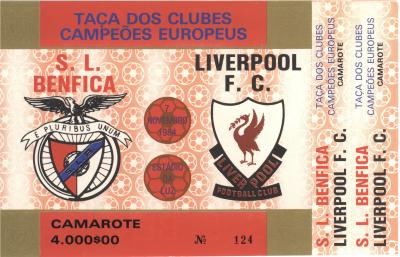 TAÇA DOS CLUBES
CAMPEÕES EUROPEUS
S. L.
BENFICA
LIVERPOOL
F. C.
E PLURIBUS UNUM
7
NOVEMBRO
1984
ESTÁDIO
DA
LUZ
LIVERPOOL
FOOTBALL CLUB
CAMAROTE
4.000$00
№ 124
TAÇA DOS CLUBES
CAMPEÕES EUROPEUS
CAMAROTE
S. L. BENFICA
LIVERPOOL F. C.
TAÇA DOS CLUBES
CAMPEÕES EUROPEUS
CAMAROTE
S. L. BENFICA
LIVERPOOL F. C.